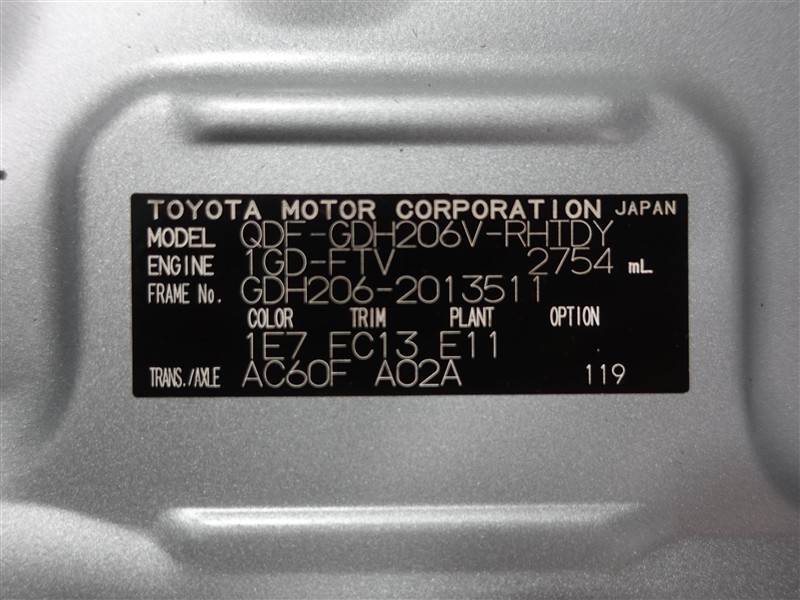 TOYOTA MOTOR CORPORATION JAPAN
MODEL QDF-GDH206V-RHTDY
ENGINE 1GD-FTV 2754 mL
FRAME No. GDH206-2013511
COLOR TRIM PLANT OPTION
1E7 FC13 E11
TRANS./AXLE AC60F A02A 119